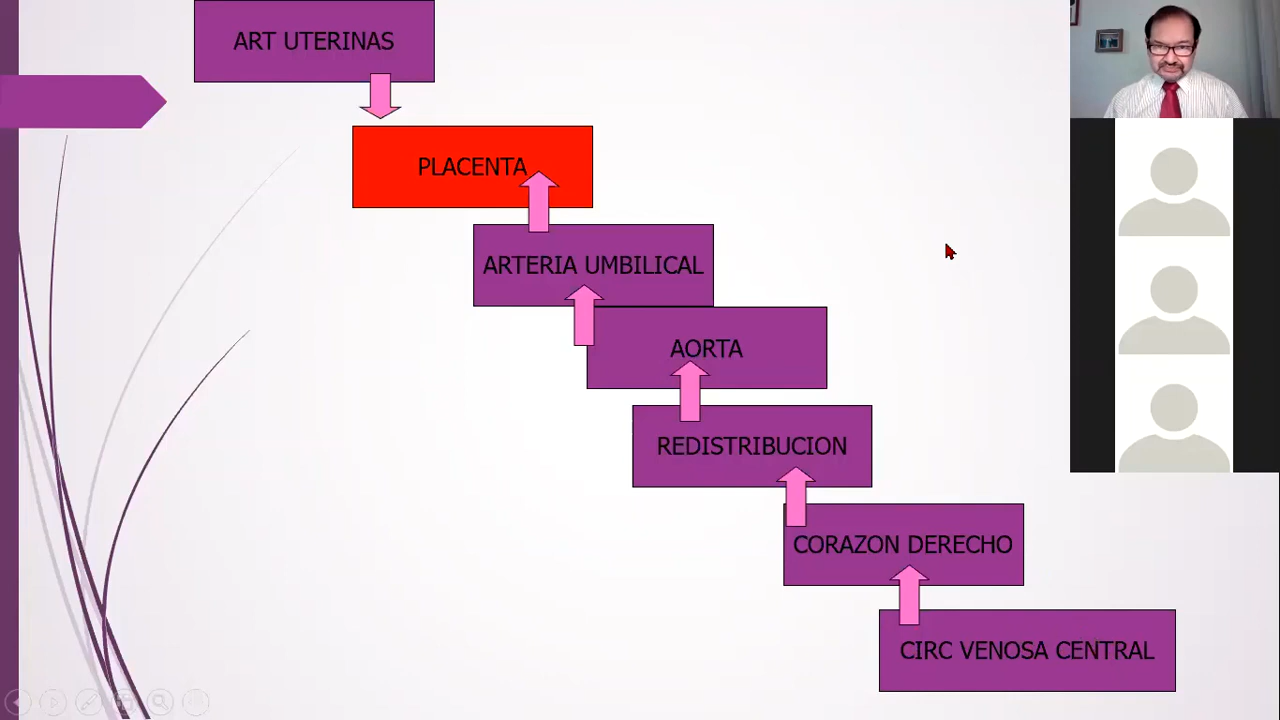 ART UTERINAS
PLACENTA
ARTERIA UMBILICAL
AORTA
REDISTRIBUCION
CORAZON DERECHO
CIRC VENOSA CENTRAL